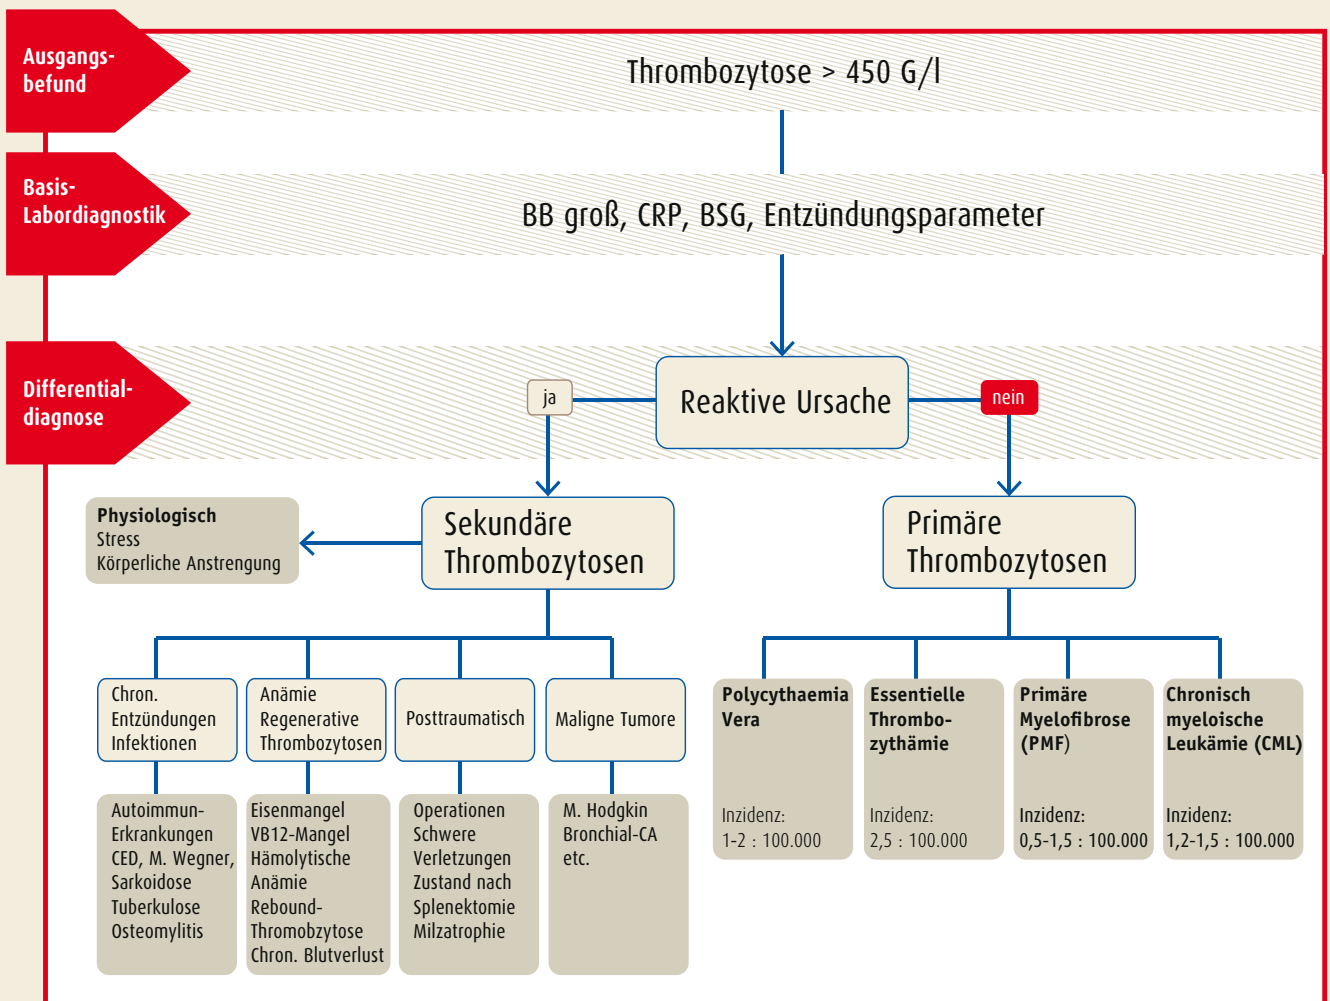 Ausgangs-
befund
Thrombozytose > 450 G/l
Basis-
Labordiagnostik
BB groß, CRP, BSG, Entzündungsparameter
Differential-
diagnose
Reaktive Ursache
ja
nein
Physiologisch
Stress
Körperliche Anstrengung
Sekundäre
Thrombozytosen
Primäre
Thrombozytosen
Chron.
Entzündungen
Infektionen
Anämie
Regenerative
Thrombozytosen
Posttraumatisch
Maligne Tumore
Autoimmun-
Erkrankungen
CED, M. Wegner,
Sarkoidose
Tuberkulose
Osteomylitis
Eisenmangel
VB12-Mangel
Hämolytische
Anämie
Rebound-
Thromobzytose
Chron. Blutverlust
Operationen
Schwere
Verletzungen
Zustand nach
Splenektomie
Milzatrophie
M. Hodgkin
Bronchial-CA
etc.
Polycythaemia
Vera
Inzidenz:
1-2 : 100.000
Essentielle
Thrombo-
zythämie
Inzidenz:
2,5 : 100.000
Primäre
Myelofibrose
(PMF)
Inzidenz:
0,5-1,5 : 100.000
Chronisch
myeloische
Leukämie (CML)
Inzidenz:
1,2-1,5 : 100.000